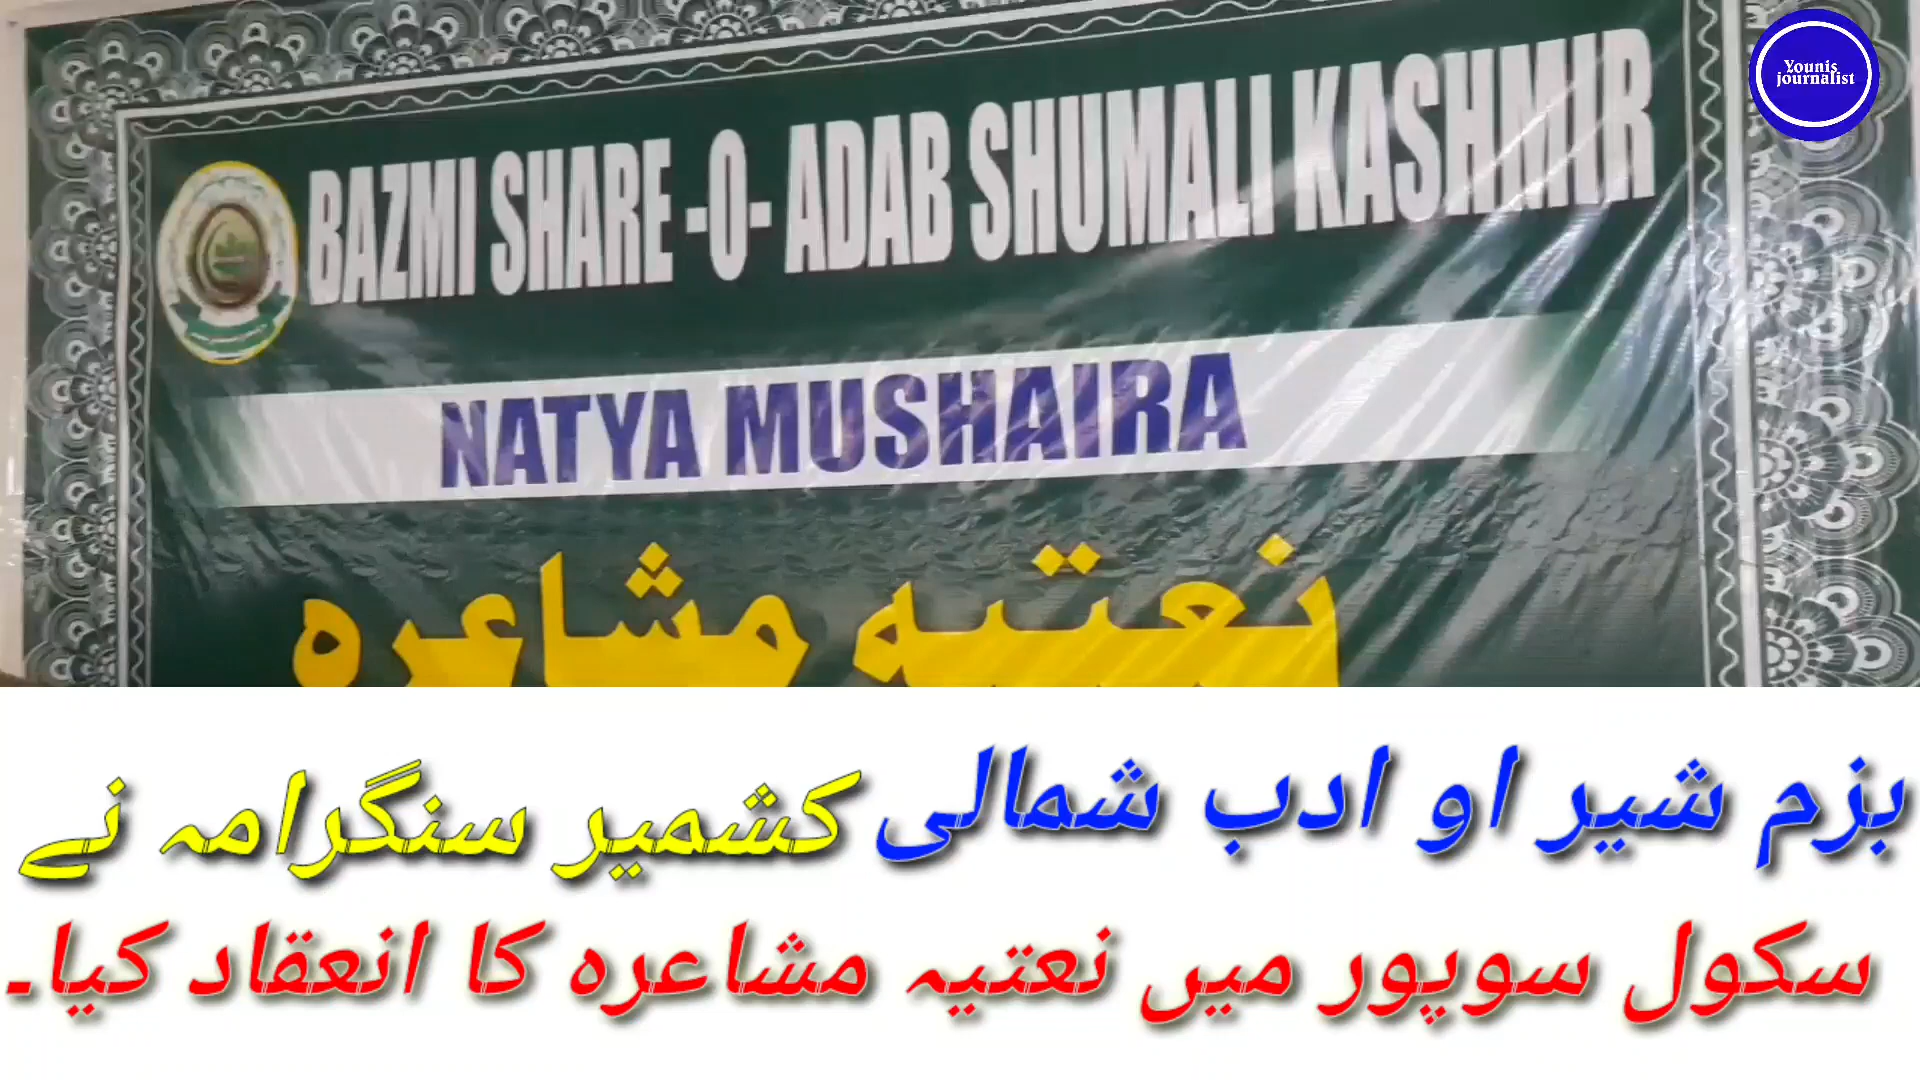 Younis
journalist
BAZMI SHARE -O- ADAB SHUMALI KASHMIR
NATYA MUSHAIRA
نعتیہ مشاعرہ
بزم شیر او ادب شمالی کشمیر سنگرامہ نے
سکول سوپور میں نعتیہ مشاعرہ کا انعقاد کیا۔